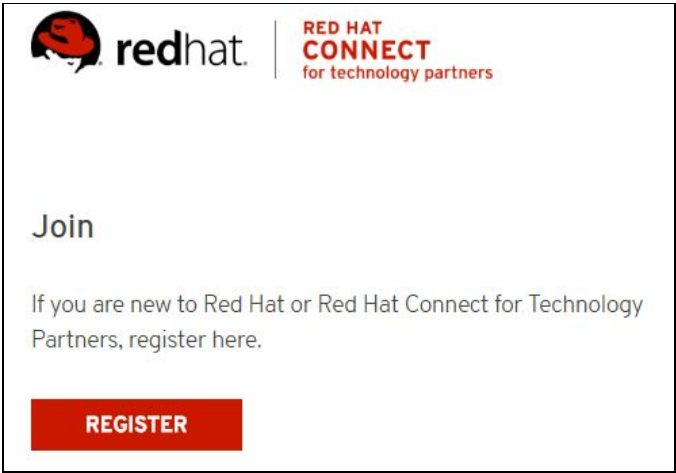 redhat.
RED HAT
CONNECT
for technology partners
Join
If you are new to Red Hat or Red Hat Connect for Technology
Partners, register here.
REGISTER